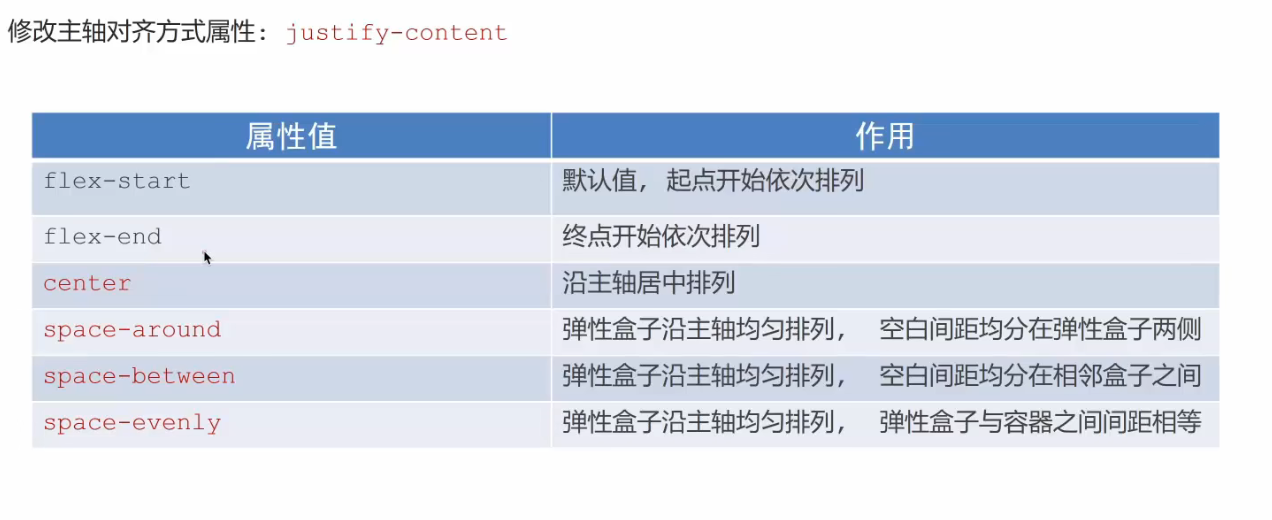 修改主轴对齐方式属性：justify-content
属性值 作用
flex-start 默认值，起点开始依次排列
flex-end 终点开始依次排列
center 沿主轴居中排列
space-around 弹性盒子沿主轴均匀排列， 空白间距均分在弹性盒子两侧
space-between 弹性盒子沿主轴均匀排列， 空白间距均分在相邻盒子之间
space-evenly 弹性盒子沿主轴均匀排列， 弹性盒子与容器之间间距相等